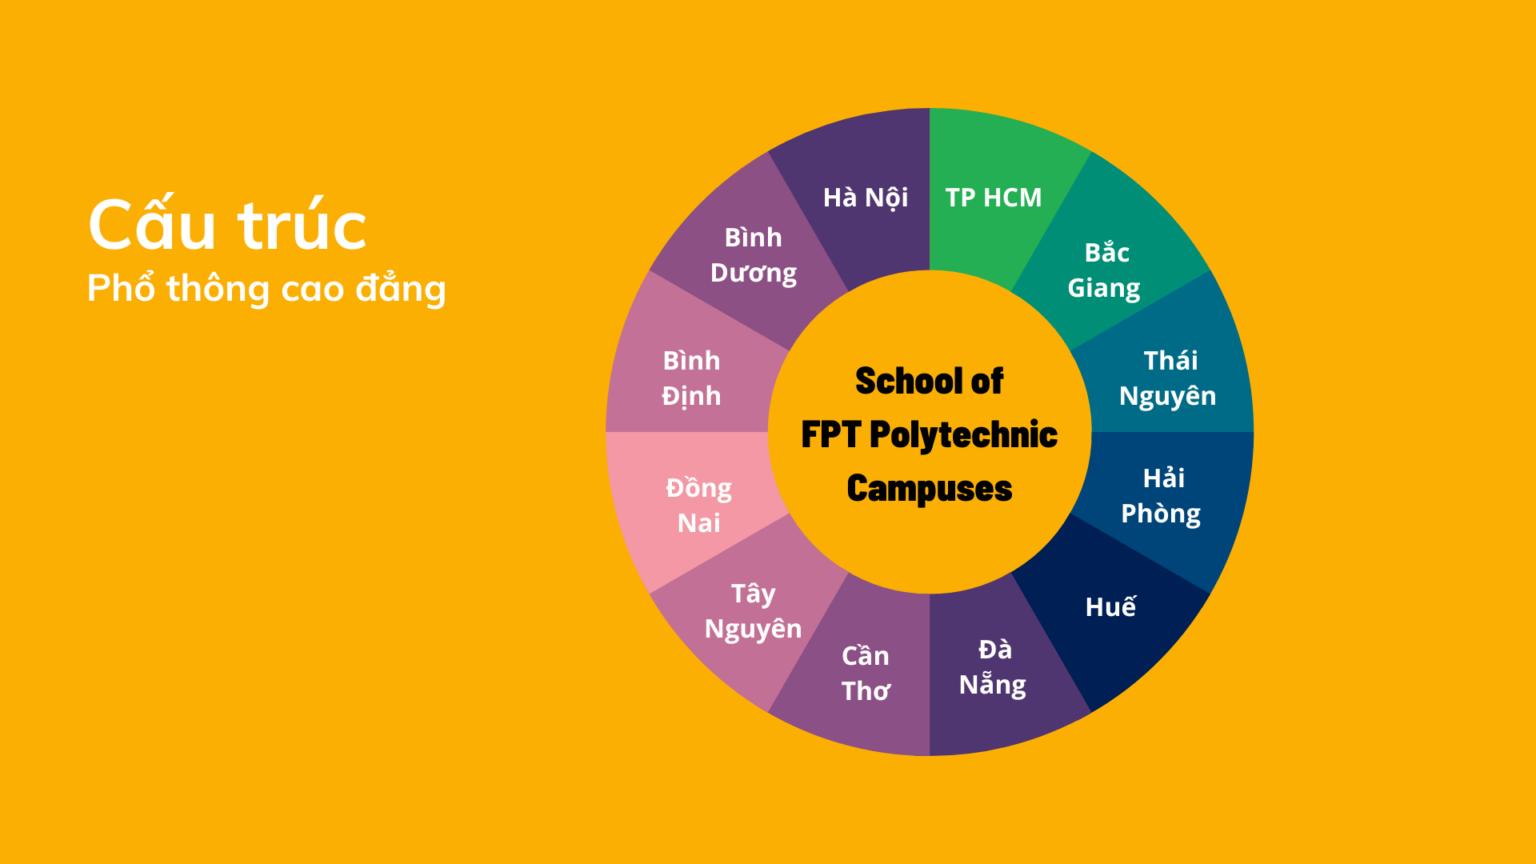 Cấu trúc
Phổ thông cao đẳng
Hà Nội
TP HCM
Bắc
Giang
Thái
Nguyên
Hải
Phòng
Huế
Đà
Nẵng
Cần
Thơ
Tây
Nguyên
Đồng
Nai
Bình
Định
Bình
Dương
School of
FPT Polytechnic
Campuses